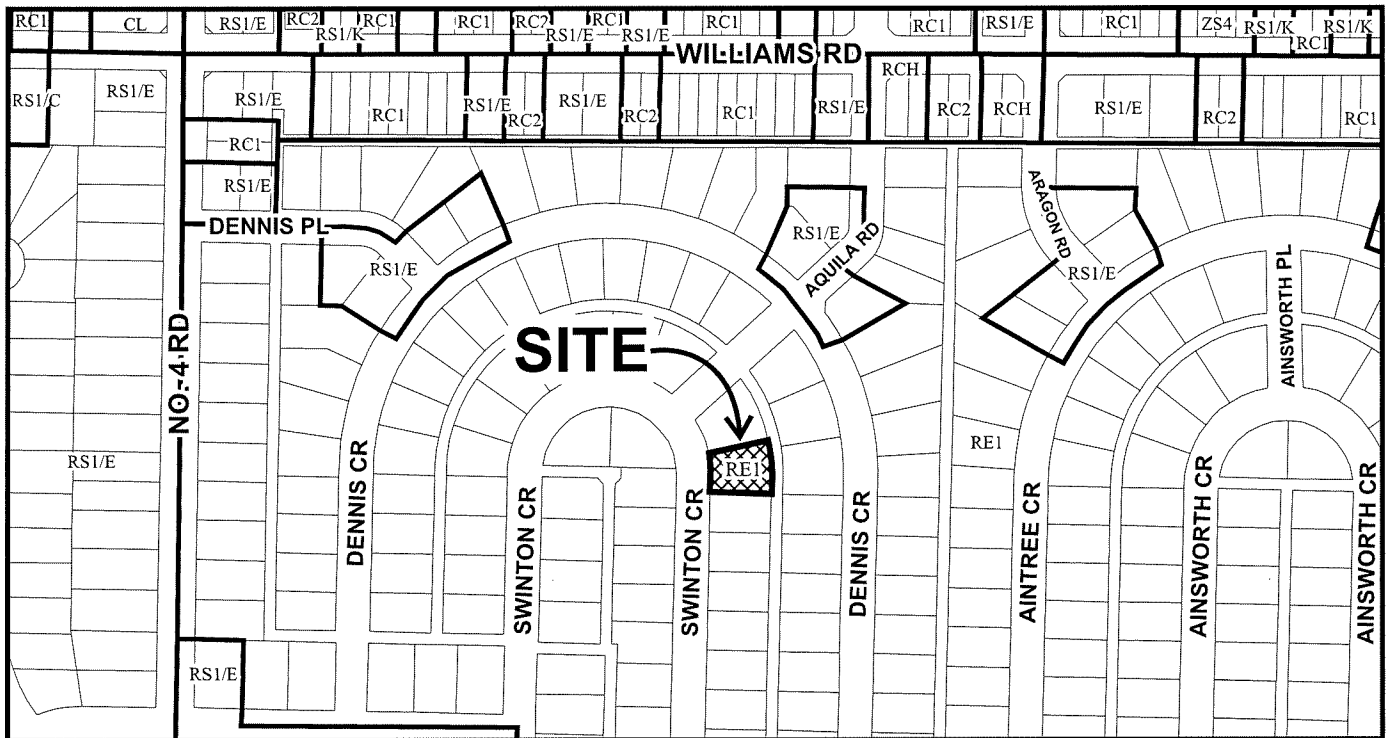 RC1
CL
RS1/E
RC2
RS1/K
RC1
RC1
RC2
RS1/E
RC1
RS1/E
RC1
RS1/E
RC1
ZS4
RS1/K
RC1
RS1/K
WILLIAMS RD
RS1/C
RS1/E
RS1/E
RC1
RS1/E
RC2
RS1/E
RC2
RC1
RS1/E
RCH
RC2
RCH
RS1/E
RC2
RC1
RC1
RS1/E
DENNIS PL
RS1/E
RS1/E
AQUILA RD
ARAGON RD
RS1/E
AINSWORTH PL
NO. 4 RD
SITE
RS1/E
RE1
RE1
DENNIS CR
SWINTON CR
SWINTON CR
DENNIS CR
AINTREE CR
AINSWORTH CR
AINSWORTH CR
RS1/E